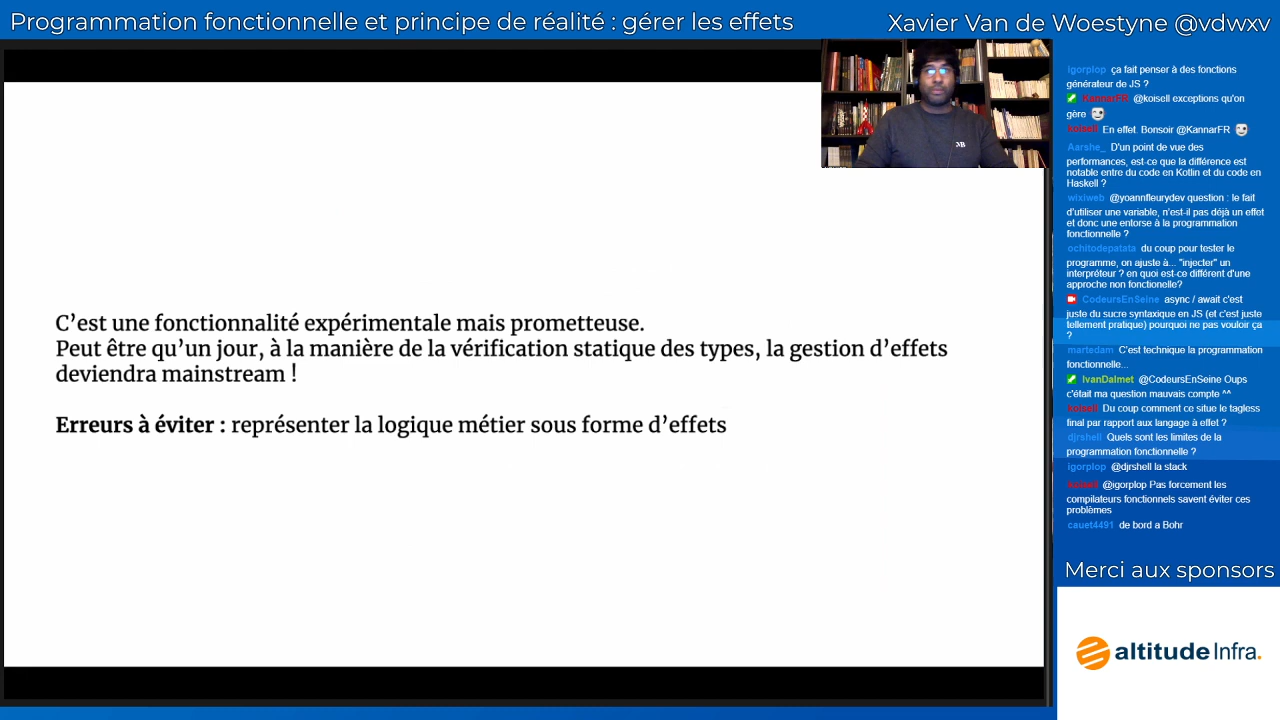 Programmation fonctionnelle et principe de réalité : gérer les effets
Xavier Van de Woestyne @vdwxv
C'est une fonctionnalité expérimentale mais prometteuse.
Peut être qu'un jour, à la manière de la vérification statique des types, la gestion d'effets
deviendra mainstream !
Erreurs à éviter : représenter la logique métier sous forme d'effets
igorplop ça fait penser à des fonctions
générateur de JS ?
KannarFR @koisell exceptions qu'on
gère
koisell En effet. Bonsoir @KannarFR
Aarshe_ D'un point de vue des
performances, est-ce que la différence est
notable entre du code en Kotlin et du code en
Haskell ?
wixiweb @yoannfleurydev question : le fait
d'utiliser une variable, n'est-il pas déjà un effet
et donc une entorse à la programmation
fonctionnelle ?
ochitodepatata du coup pour tester le
programme, on ajuste à... "injecter" un
interpréteur ? en quoi est-ce différent d'une
approche non fonctionelle?
CodeursEnSeine async / await c'est
juste du sucre syntaxique en JS (et c'est juste
tellement pratique) pourquoi ne pas vouloir ça
?
martedam C'est technique la programmation
fonctionnelle...
IvanDalmet @CodeursEnSeine Oups
c'était ma question mauvais compte ^^
koisell Du coup comment ce situe le tagless
final par rapport aux langage à effet ?
djrshell Quels sont les limites de la
programmation fonctionnelle ?
igorplop @djrshell la stack
koisell @igorplop Pas forcement les
compilateurs fonctionnels savent éviter ces
problèmes
cauet4491 de bord a Bohr
Merci aux sponsors
altitudeInfra.